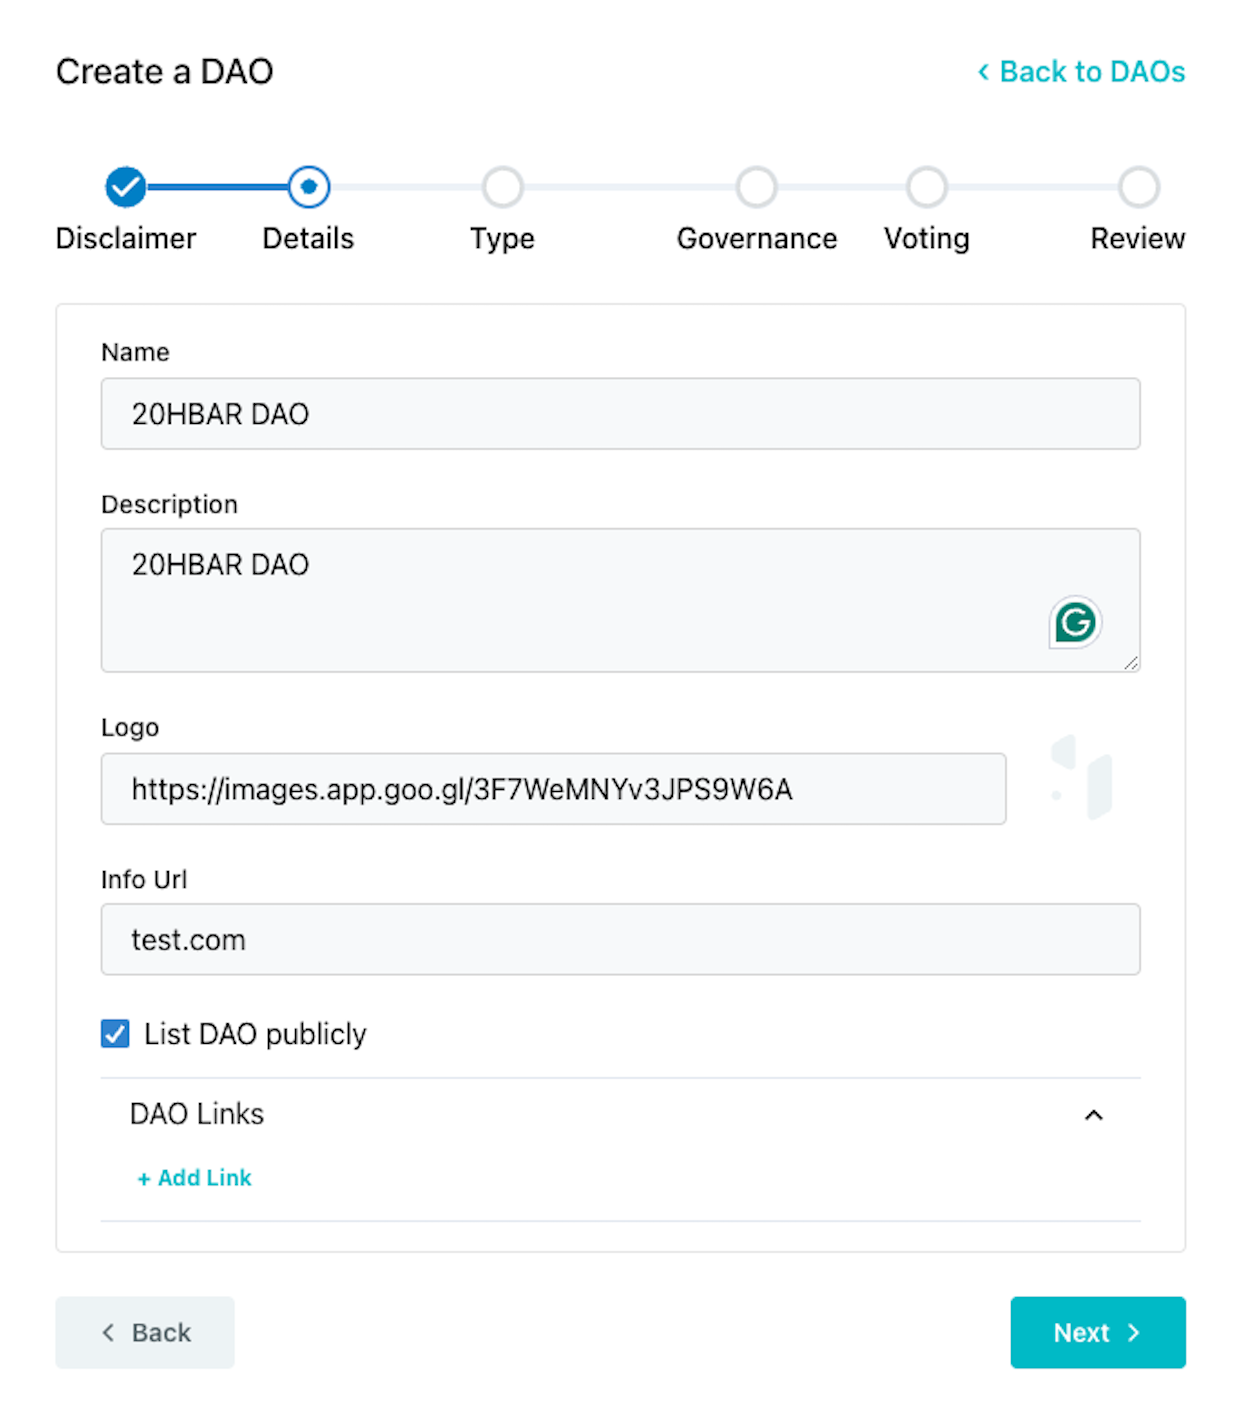 Create a DAO
< Back to DAOs
Disclaimer Details Type Governance Voting Review
Name
20HBAR DAO
Description
20HBAR DAO
G
Logo
https://images.app.goo.gl/3F7WeMNYv3JPS9W6A
Info Url
test.com
List DAO publicly
DAO Links
+ Add Link
< Back
Next >